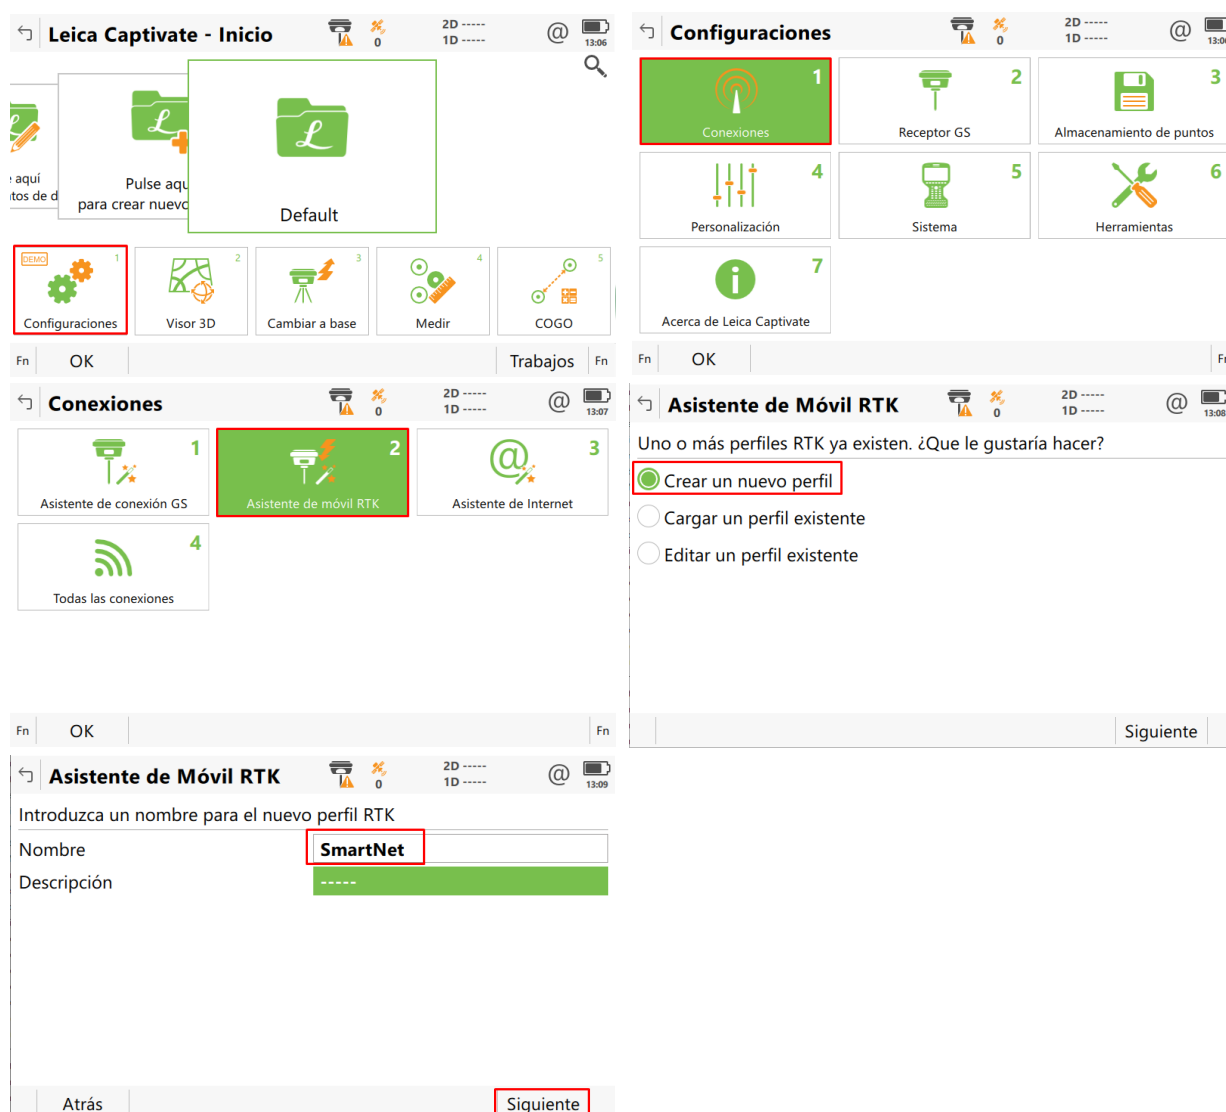 Leica Captivate - Inicio
0
2D -----
1D -----
@
13:06
aquí
tos de d
Pulse aqu
para crear nuevo
Default
DEMO
1
Configuraciones
2
Visor 3D
3
Cambiar a base
4
Medir
5
COGO
Fn
OK
Trabajos
Fn
Configuraciones
0
2D -----
1D -----
@
13:06
1
Conexiones
2
Receptor GS
3
Almacenamiento de puntos
4
Personalización
5
Sistema
6
Herramientas
7
Acerca de Leica Captivate
Fn
OK
Fn
Conexiones
0
2D -----
1D -----
@
13:07
1
Asistente de conexión GS
2
Asistente de móvil RTK
@
3
Asistente de Internet
4
Todas las conexiones
Fn
OK
Fn
Asistente de Móvil RTK
0
2D -----
1D -----
@
13:08
Uno o más perfiles RTK ya existen. ¿Que le gustaría hacer?
Crear un nuevo perfil
Cargar un perfil existente
Editar un perfil existente
Siguiente
Asistente de Móvil RTK
0
2D -----
1D -----
@
13:09
Introduzca un nombre para el nuevo perfil RTK
Nombre
SmartNet
Descripción
-----
Atrás
Siguiente